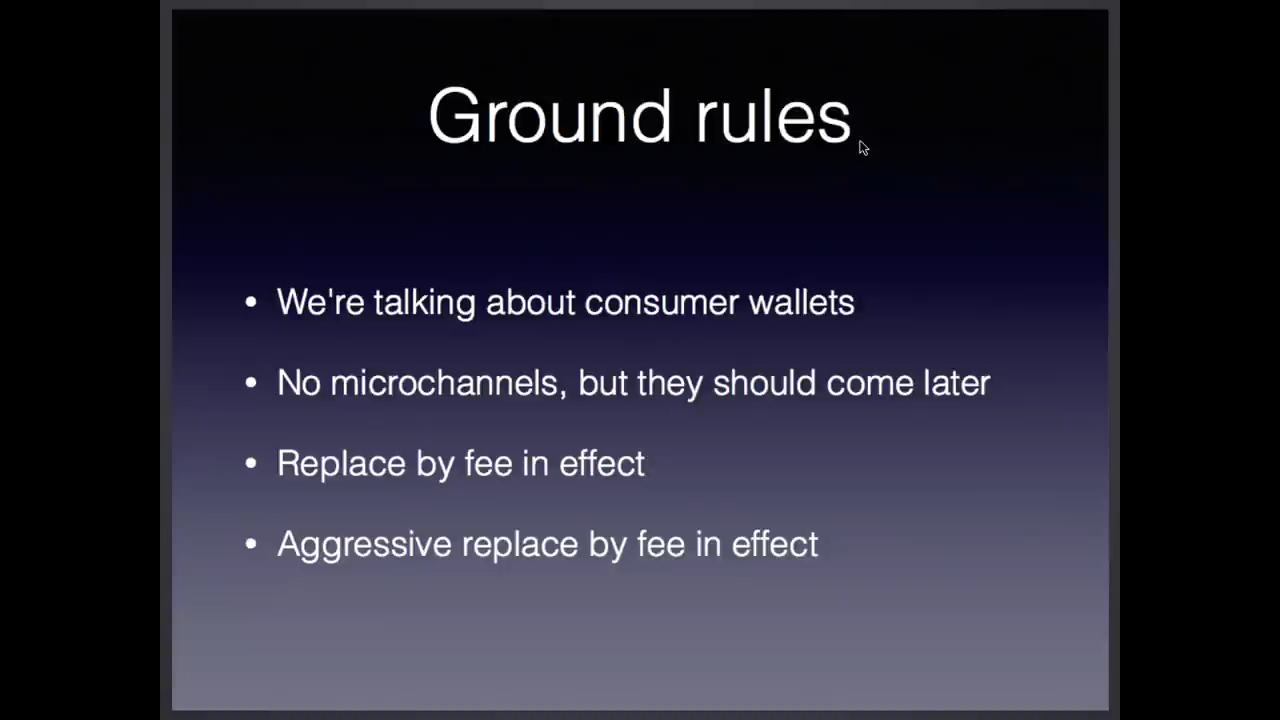 Ground rules
• We're talking about consumer wallets
• No microchannels, but they should come later
• Replace by fee in effect
• Aggressive replace by fee in effect